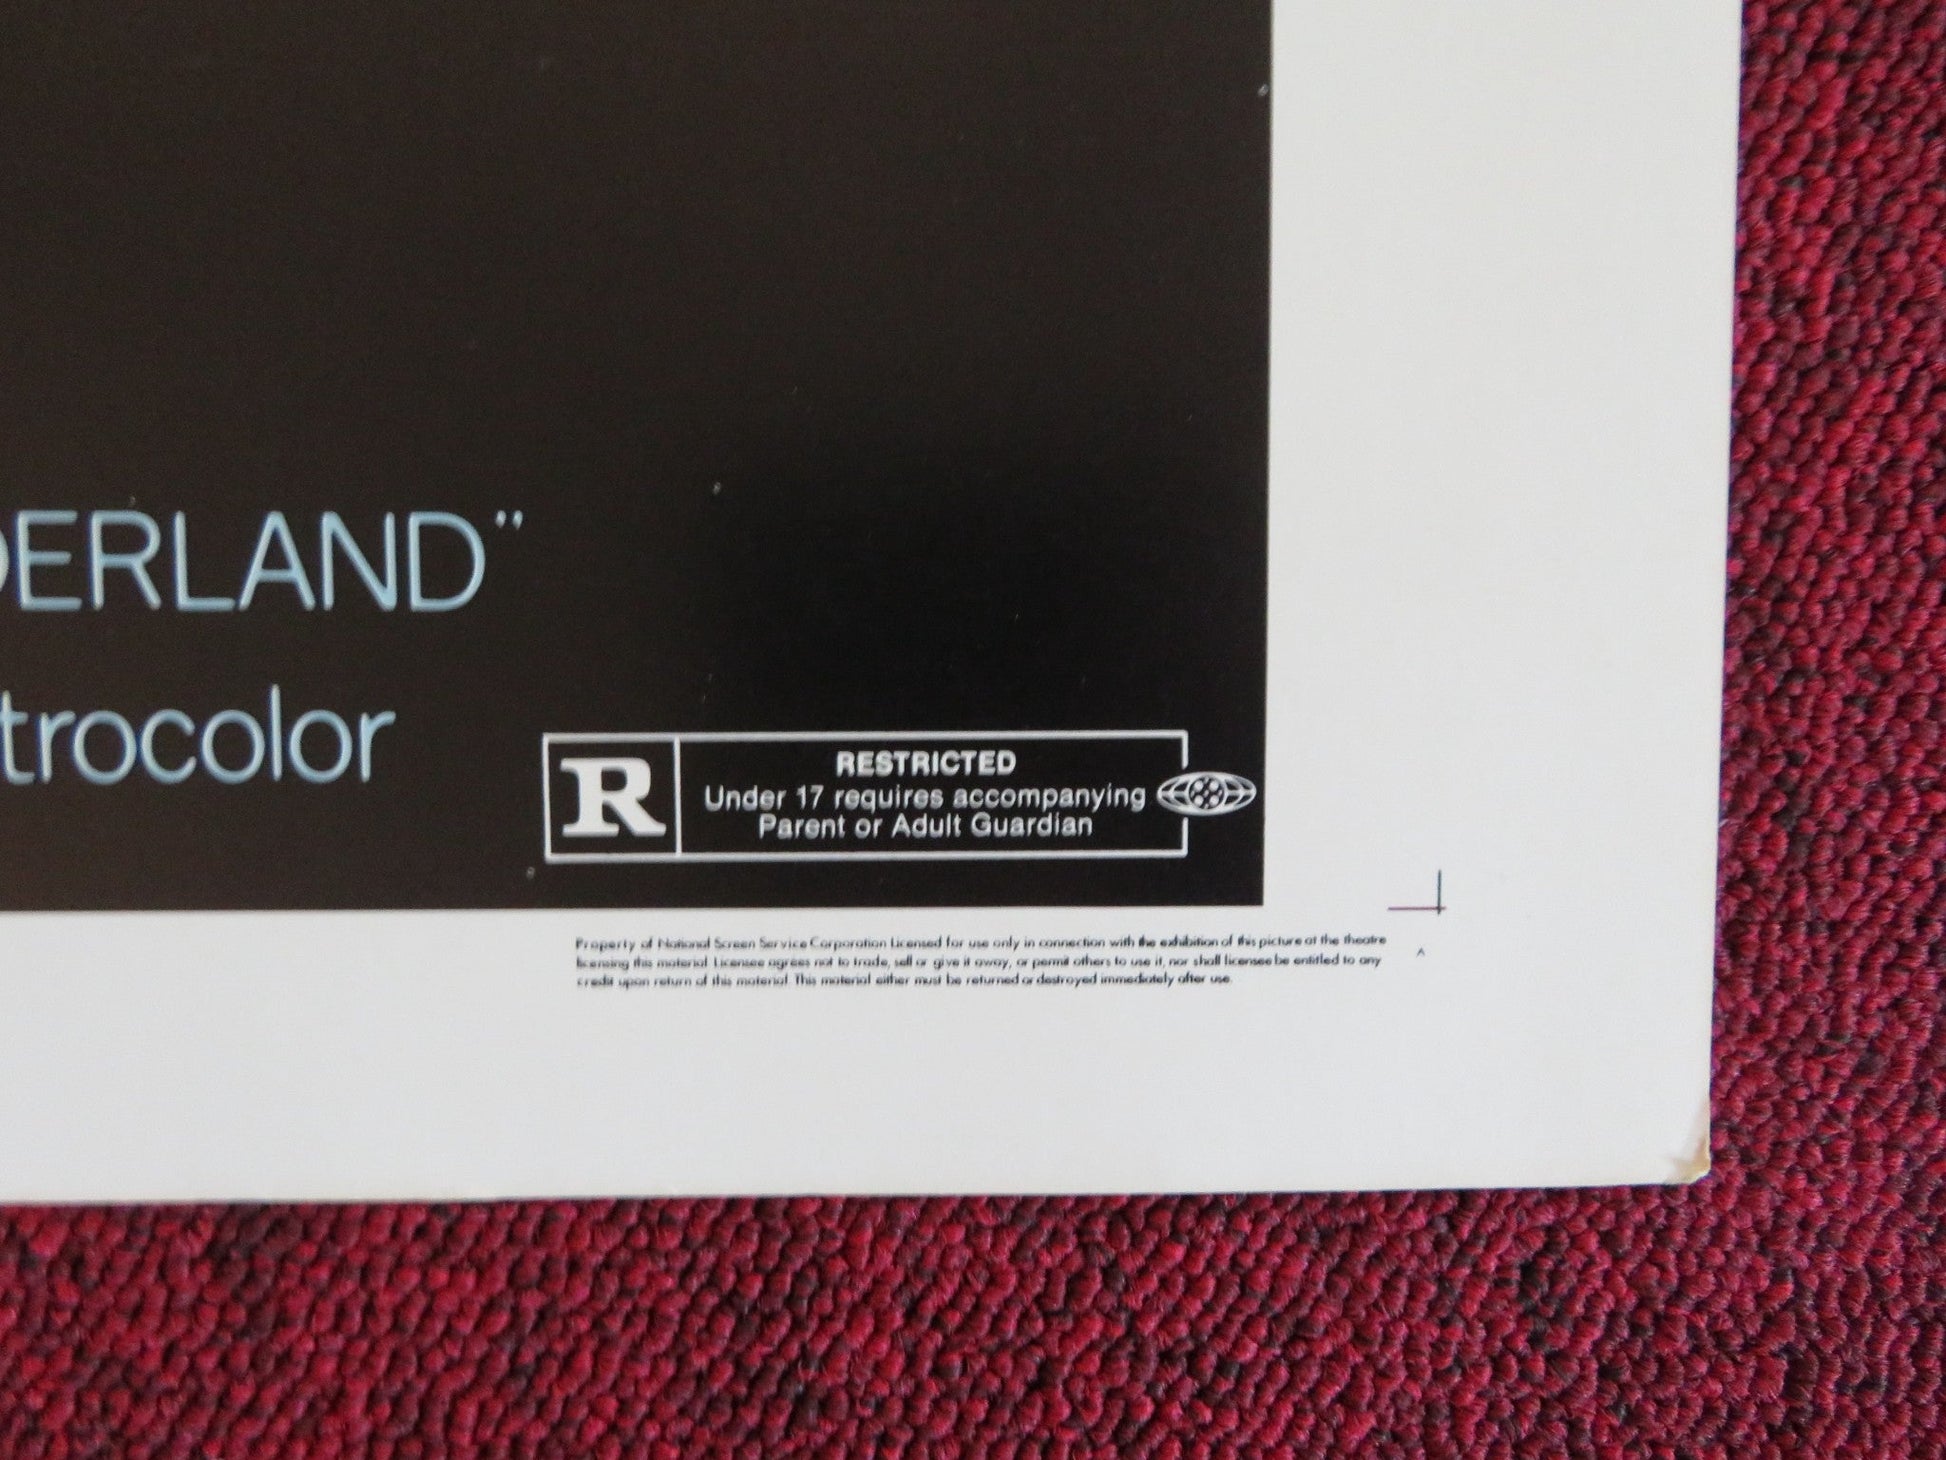 DERLAND”
trocolor
R
RESTRICTED
Under 17 requires accompanying
Parent or Adult Guardian
Property of National Screen Service Corporation Licensed for use only in connection with the exhibition of this picture at the theatre
licensing this material. Licensee agrees not to trade, sell or give it away, or permit others to use it, nor shall licensee be entitled to any
credit upon return of this material. This material either must be returned or destroyed immediately after use.